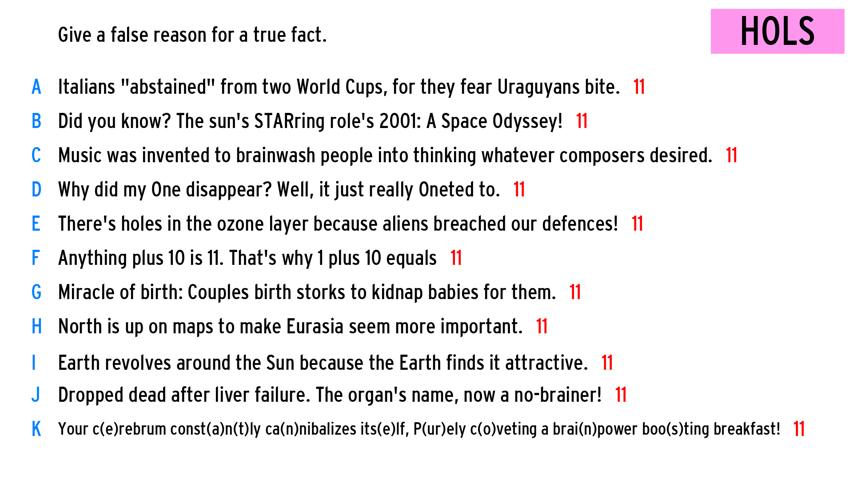 Give a false reason for a true fact.
HOLS
A Italians "abstained" from two World Cups, for they fear Uraguyans bite. 11
B Did you know? The sun's STARring role's 2001: A Space Odyssey! 11
C Music was invented to brainwash people into thinking whatever composers desired. 11
D Why did my One disappear? Well, it just really Oneted to. 11
E There's holes in the ozone layer because aliens breached our defences! 11
F Anything plus 10 is 11. That's why 1 plus 10 equals 11
G Miracle of birth: Couples birth storks to kidnap babies for them. 11
H North is up on maps to make Eurasia seem more important. 11
I Earth revolves around the Sun because the Earth finds it attractive. 11
J Dropped dead after liver failure. The organ's name, now a no-brainer! 11
K Your c(e)rebrum const(a)n(t)ly ca(n)nibalizes its(e)lf, P(ur)ely c(o)veting a brai(n)power boo(s)ting breakfast! 11